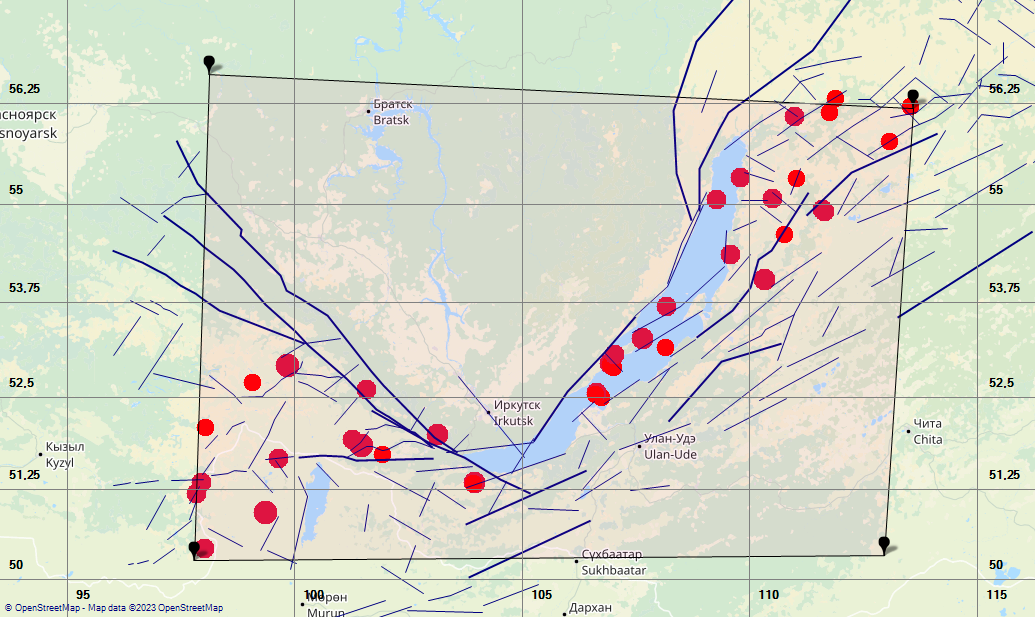 56,25
56,25
Братск
Bratsk
сноярск
snoyarsk
55
55
53,75
53,75
52,5
52,5
Иркутск
Irkutsk
Чита
Chita
Кызыл
Kyzyl
Улан-Удэ
Ulan-Ude
51,25
51,25
Сухбаатар
Sukhbaatar
50
50
95
100
105
110
115
Мөрөн
Murun
Дархан
© OpenStreetMap - Map data ©2023 OpenStreetMap